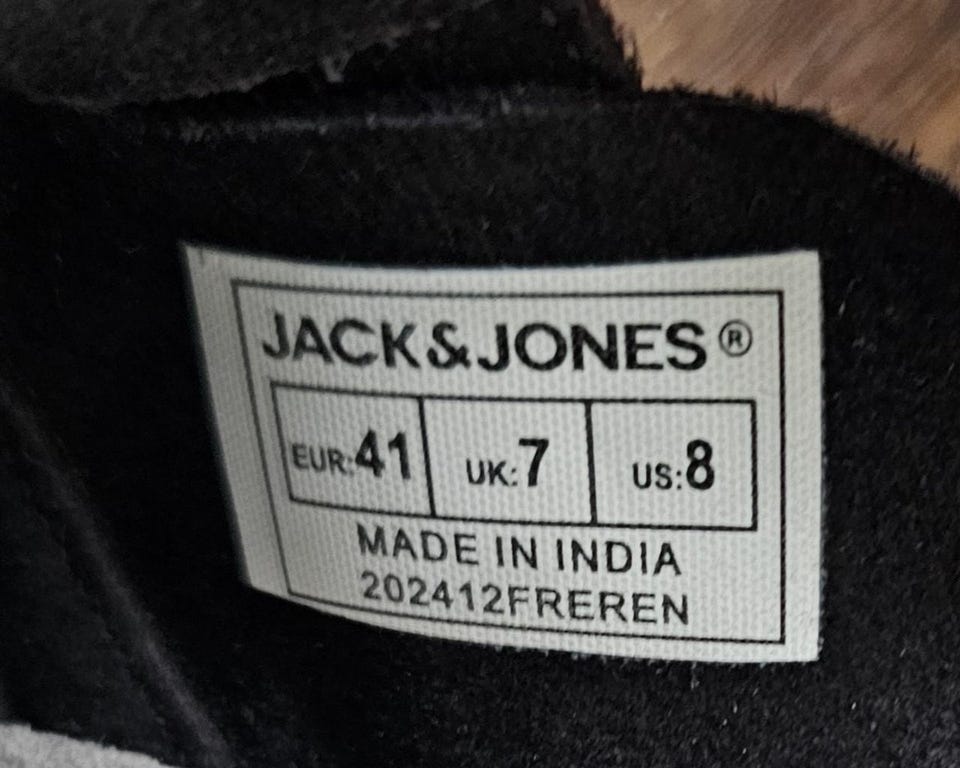 JACK&JONES®
EUR:41 UK:7 US:8
MADE IN INDIA
202412FREREN